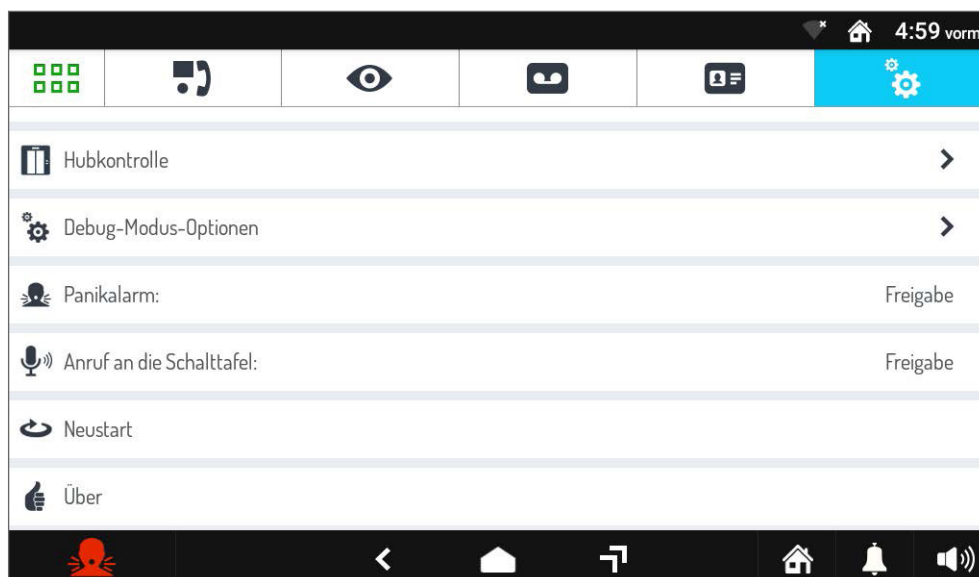 4:59 vorm
Hubkontrolle
Debug-Modus-Optionen
Panikalarm: Freigabe
Anruf an die Schalttafel: Freigabe
Neustart
Über